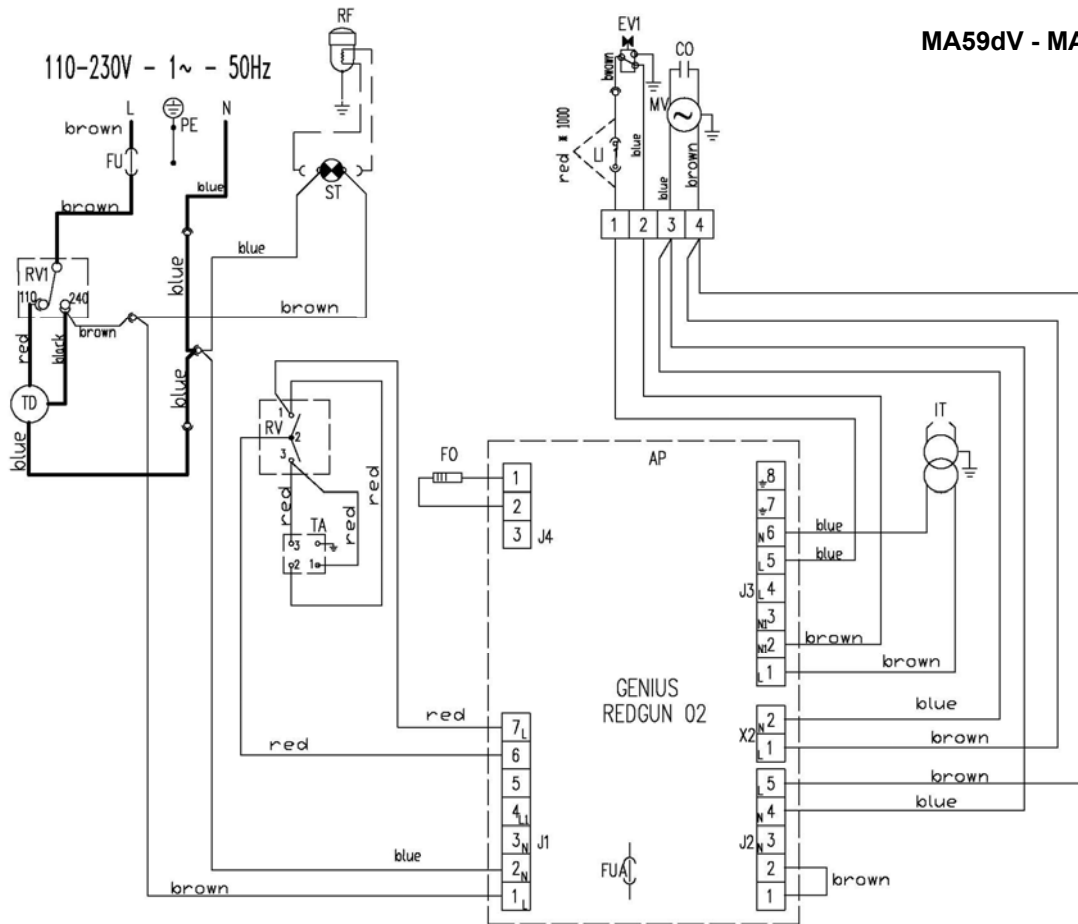 MA59dV - MA
110-230V - 1~ - 50Hz
RF
EV1
CO
L
PE
N
brown
FU
blue
brown
ST
brown
MV
red * 1000
LI
blue
blue
brown
1 2 3 4
RV1
110
240
blue
blue
brown
brown
red
black
TD
blue
blue
1
RV
2
3
red
red
red
TA
3
2
1
FO
AP
1
2
3
J4
IT
8
7
N 6
blue
L 5
blue
J3
L 4
N1 3
N1 2
brown
L 1
brown
GENIUS
REDGUN 02
X2
N 2
blue
L 1
brown
red
7 L
red
6
5
4 L1
3 N
J1
blue
2 N
brown
1 L
L 5
brown
N 4
blue
J2
N 3
2
1
brown
FUA